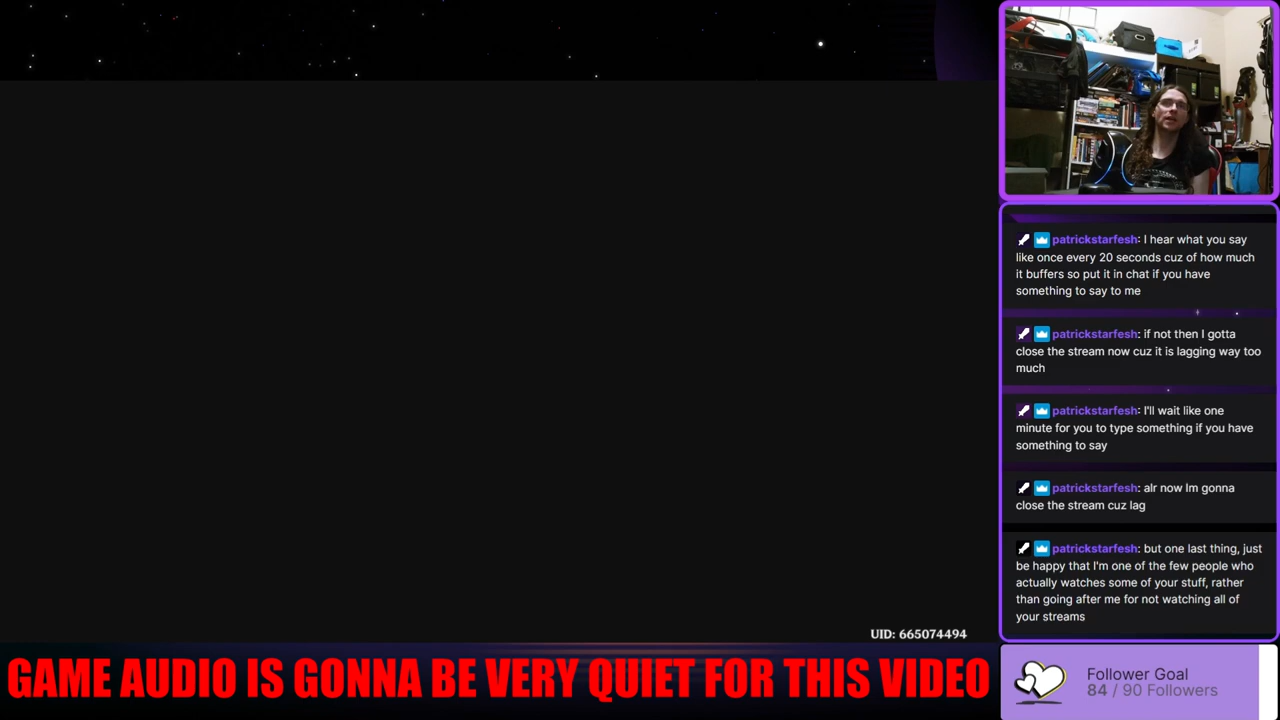 patrickstarfesh: I hear what you say
like once every 20 seconds cuz of how much
it buffers so put it in chat if you have
something to say to me
patrickstarfesh: if not then I gotta
close the stream now cuz it is lagging way too
much
patrickstarfesh: I'll wait like one
minute for you to type something if you have
something to say
patrickstarfesh: alr now Im gonna
close the stream cuz lag
patrickstarfesh: but one last thing, just
be happy that I'm one of the few people who
actually watches some of your stuff, rather
than going after me for not watching all of
your streams
UID: 665074494
GAME AUDIO IS GONNA BE VERY QUIET FOR THIS VIDEO
Follower Goal
84 / 90 Followers